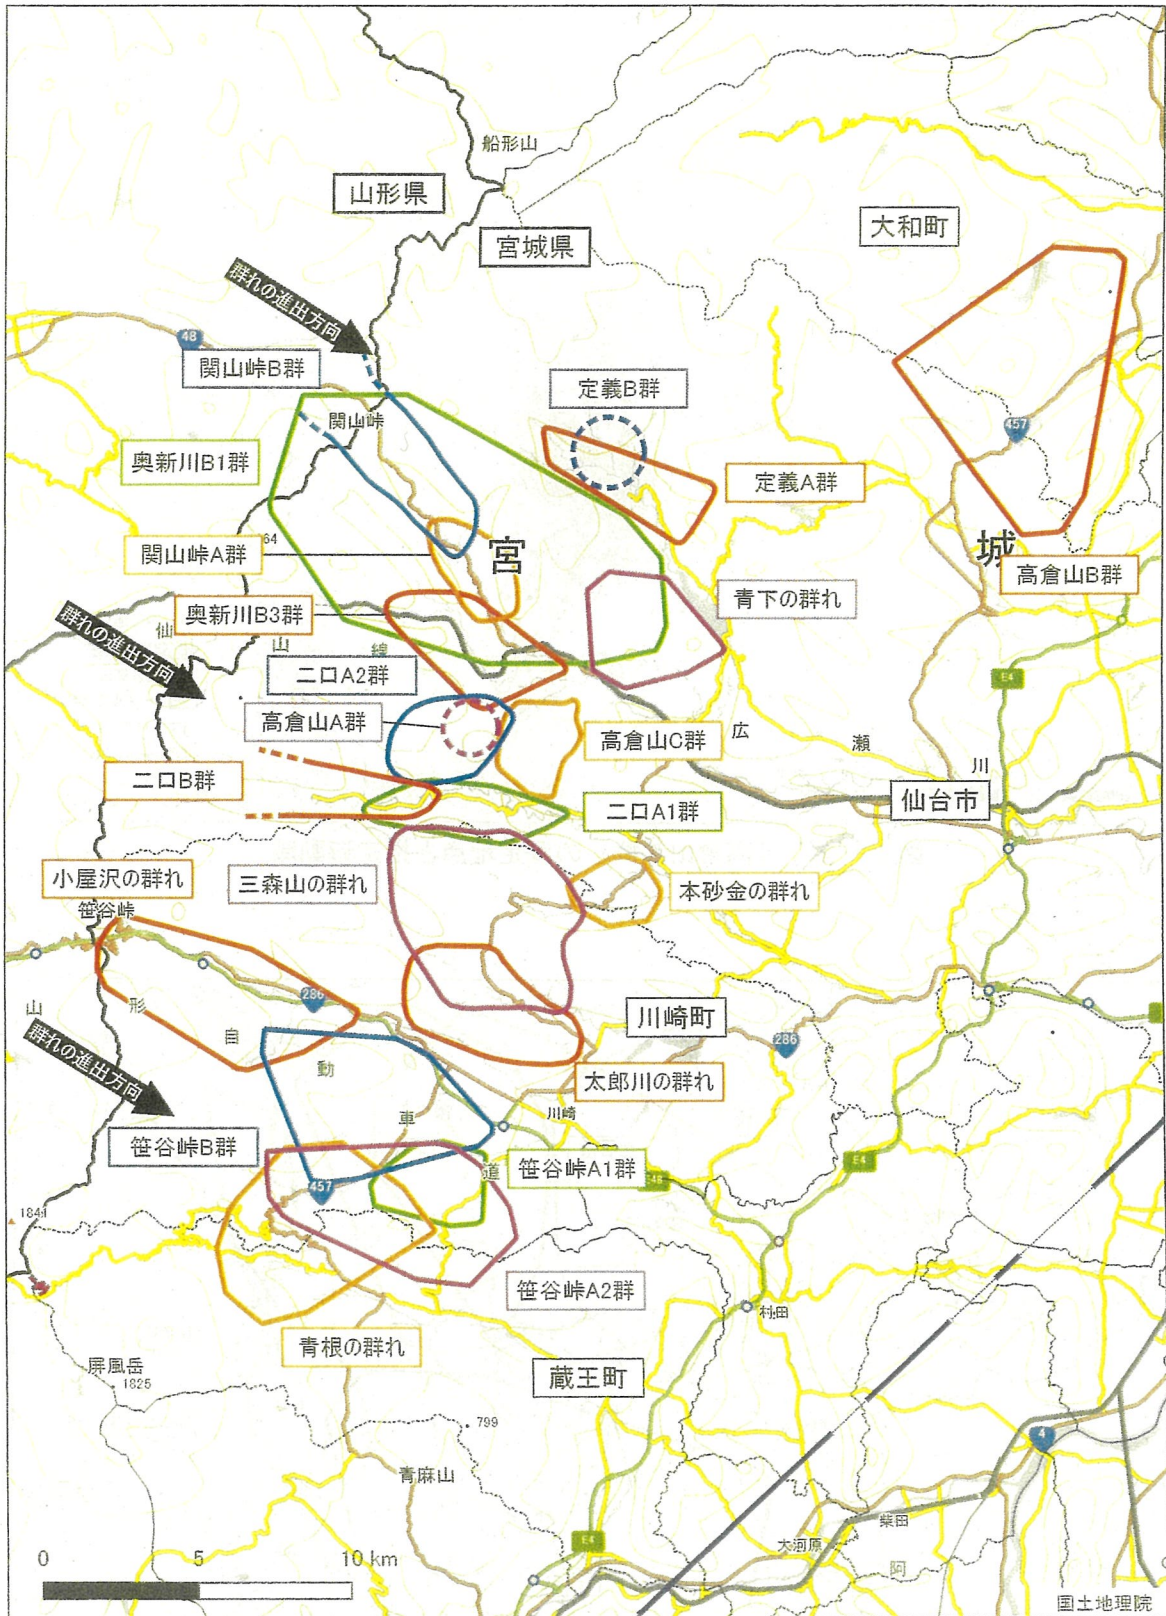 船形山
山形県
大和町
宮城県
群れの進出方向
48
関山峠B群
定義B群
関山峠
457
奥新川B1群
定義A群
宮
城
64
関山峠A群
高倉山B群
青下の群れ
奥新川B3群
群れの進出方向
仙山線
二口A2群
E4
高倉山A群
高倉山C群
広瀬川
二口B群
仙台市
二口A1群
小屋沢の群れ
三森山の群れ
本砂金の群れ
笹谷峠
286
山形自動車道
川崎町
286
群れの進出方向
太郎川の群れ
川崎
笹谷峠B群
笹谷峠A1群
E4
E48
457
1841
笹谷峠A2群
村田
青根の群れ
屏風岳
1825
蔵王町
799
4
青麻山
柴田
大河原
E4
阿
0 5 10 km
国土地理院